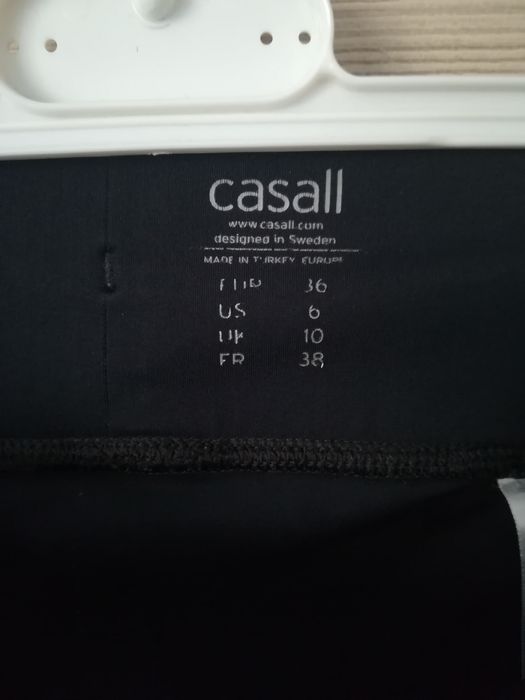 casall
www.casall.com
designed in Sweden
MADE IN TURKEY EUROPE
EUR 36
US 6
UK 10
FR 38